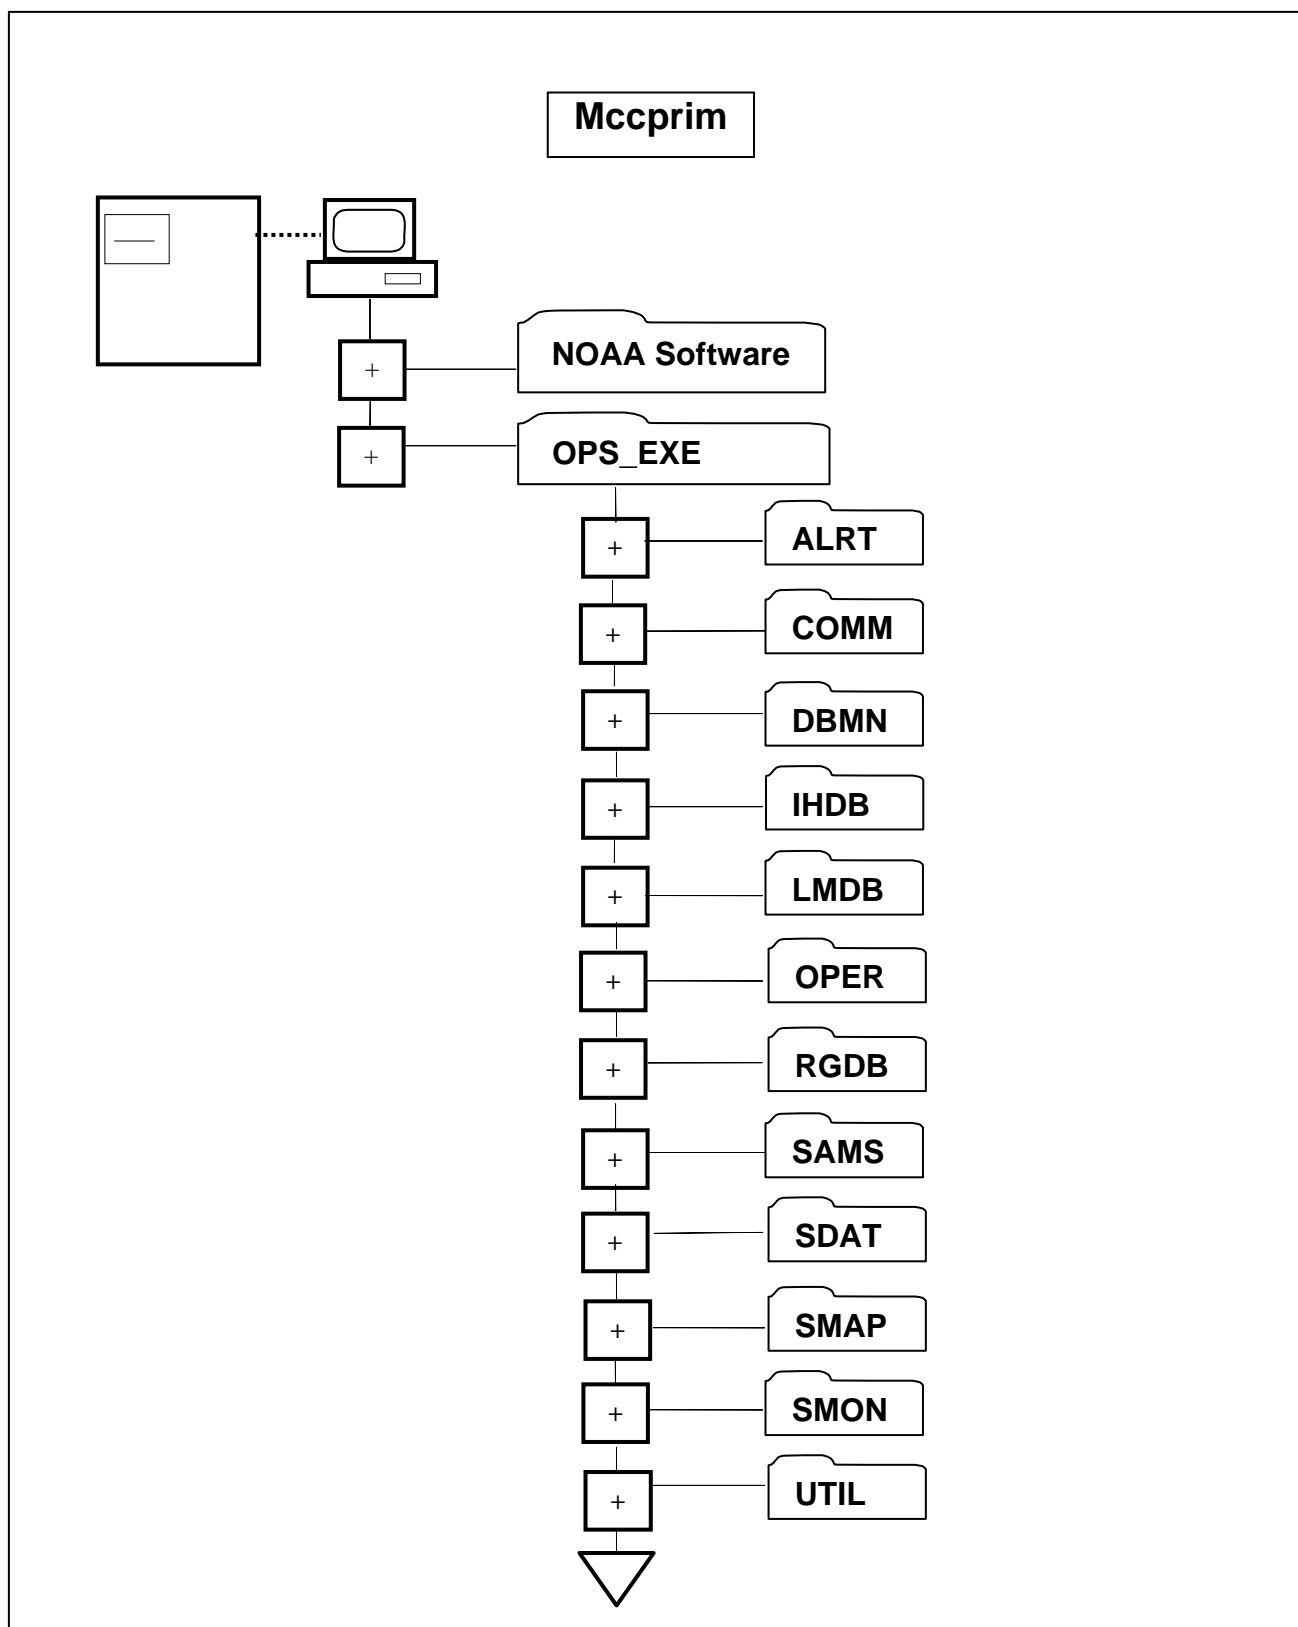 Mccprim
+
NOAA Software
+
OPS_EXE
+
ALRT
+
COMM
+
DBMN
+
IHDB
+
LMDB
+
OPER
+
RGDB
+
SAMS
+
SDAT
+
SMAP
+
SMON
+
UTIL